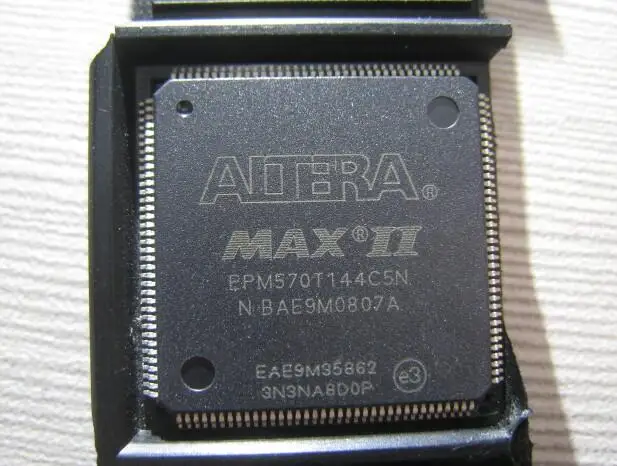 ALTERA®
MAX® II
EPM570T144C5N
N BAE9M0807A
EAE9M35862
3N3NA8D0P e3